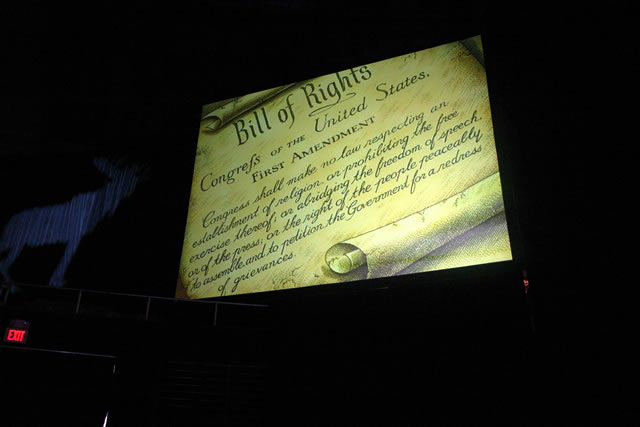 Bill of Rights
Congreſs OF THE United States,
FIRST AMENDMENT
Congress shall make no law respecting an
establishment of religion, or prohibiting the free
exercise thereof; or abridging the freedom of speech,
or of the press; or the right of the people peaceably
to assemble, and to petition the Government for a redress
of grievances.
EXIT